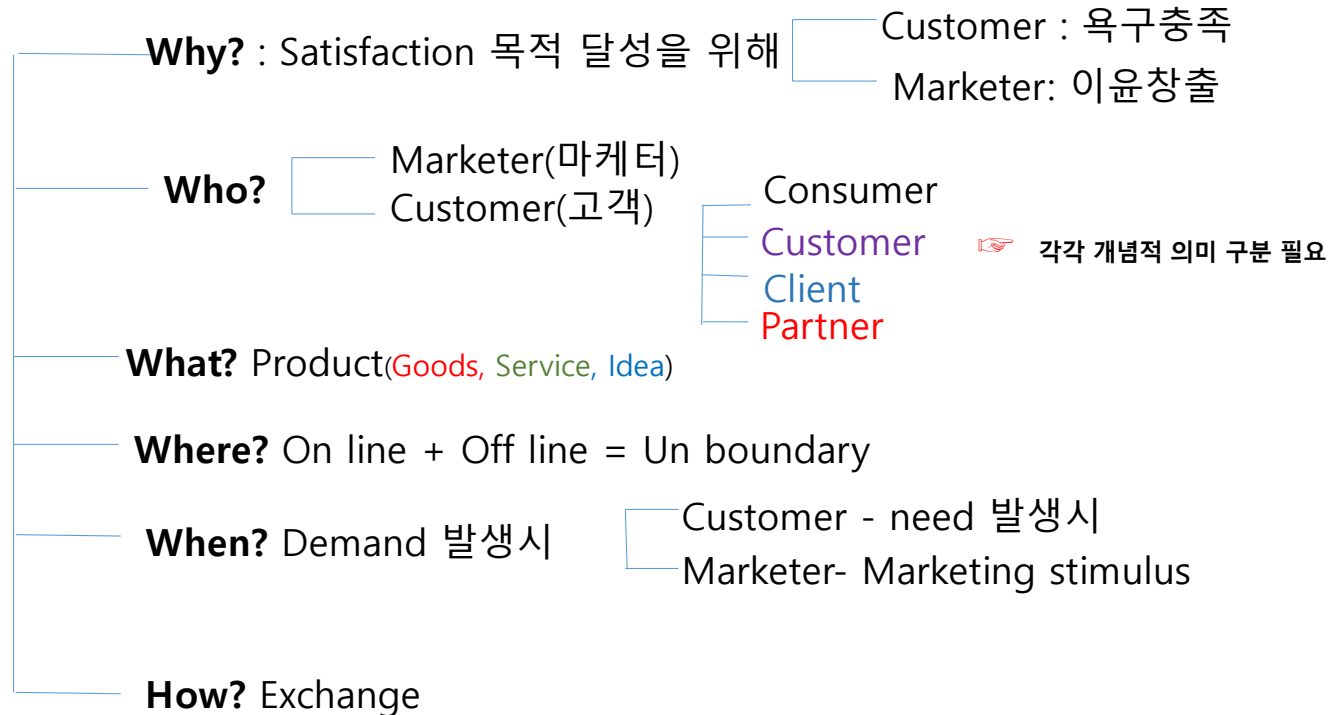 Why? : Satisfaction 목적 달성을 위해
Customer : 욕구충족
Marketer: 이윤창출
Who?
Marketer(마케터)
Customer(고객)
Consumer
Customer
☞ 각각 개념적 의미 구분 필요
Client
Partner
What? Product(Goods, Service, Idea)
Where? On line + Off line = Un boundary
When? Demand 발생시
Customer - need 발생시
Marketer- Marketing stimulus
How? Exchange